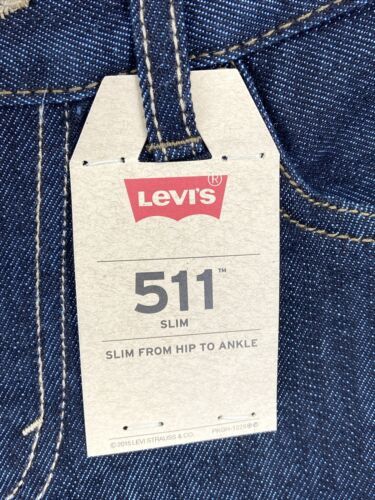 LEVI'S®
511™
SLIM
SLIM FROM HIP TO ANKLE
©2015 LEVI STRAUSS & CO.